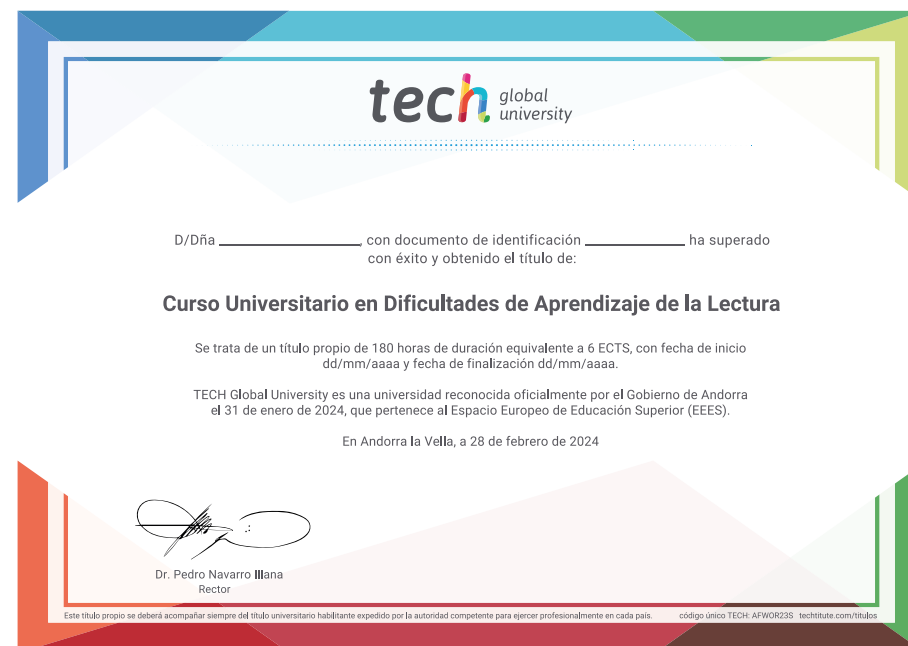 tech global university
D/Dña ____________________, con documento de identificación ______________ ha superado
con éxito y obtenido el título de:
Curso Universitario en Dificultades de Aprendizaje de la Lectura
Se trata de un título propio de 180 horas de duración equivalente a 6 ECTS, con fecha de inicio
dd/mm/aaaa y fecha de finalización dd/mm/aaaa.
TECH Global University es una universidad reconocida oficialmente por el Gobierno de Andorra
el 31 de enero de 2024, que pertenece al Espacio Europeo de Educación Superior (EEES).
En Andorra la Vella, a 28 de febrero de 2024
Dr. Pedro Navarro Illana
Rector
Este título propio se deberá acompañar siempre del título universitario habilitante expedido por la autoridad competente para ejercer profesionalmente en cada país. código único TECH: AFWOR23S techtitute.com/titulos